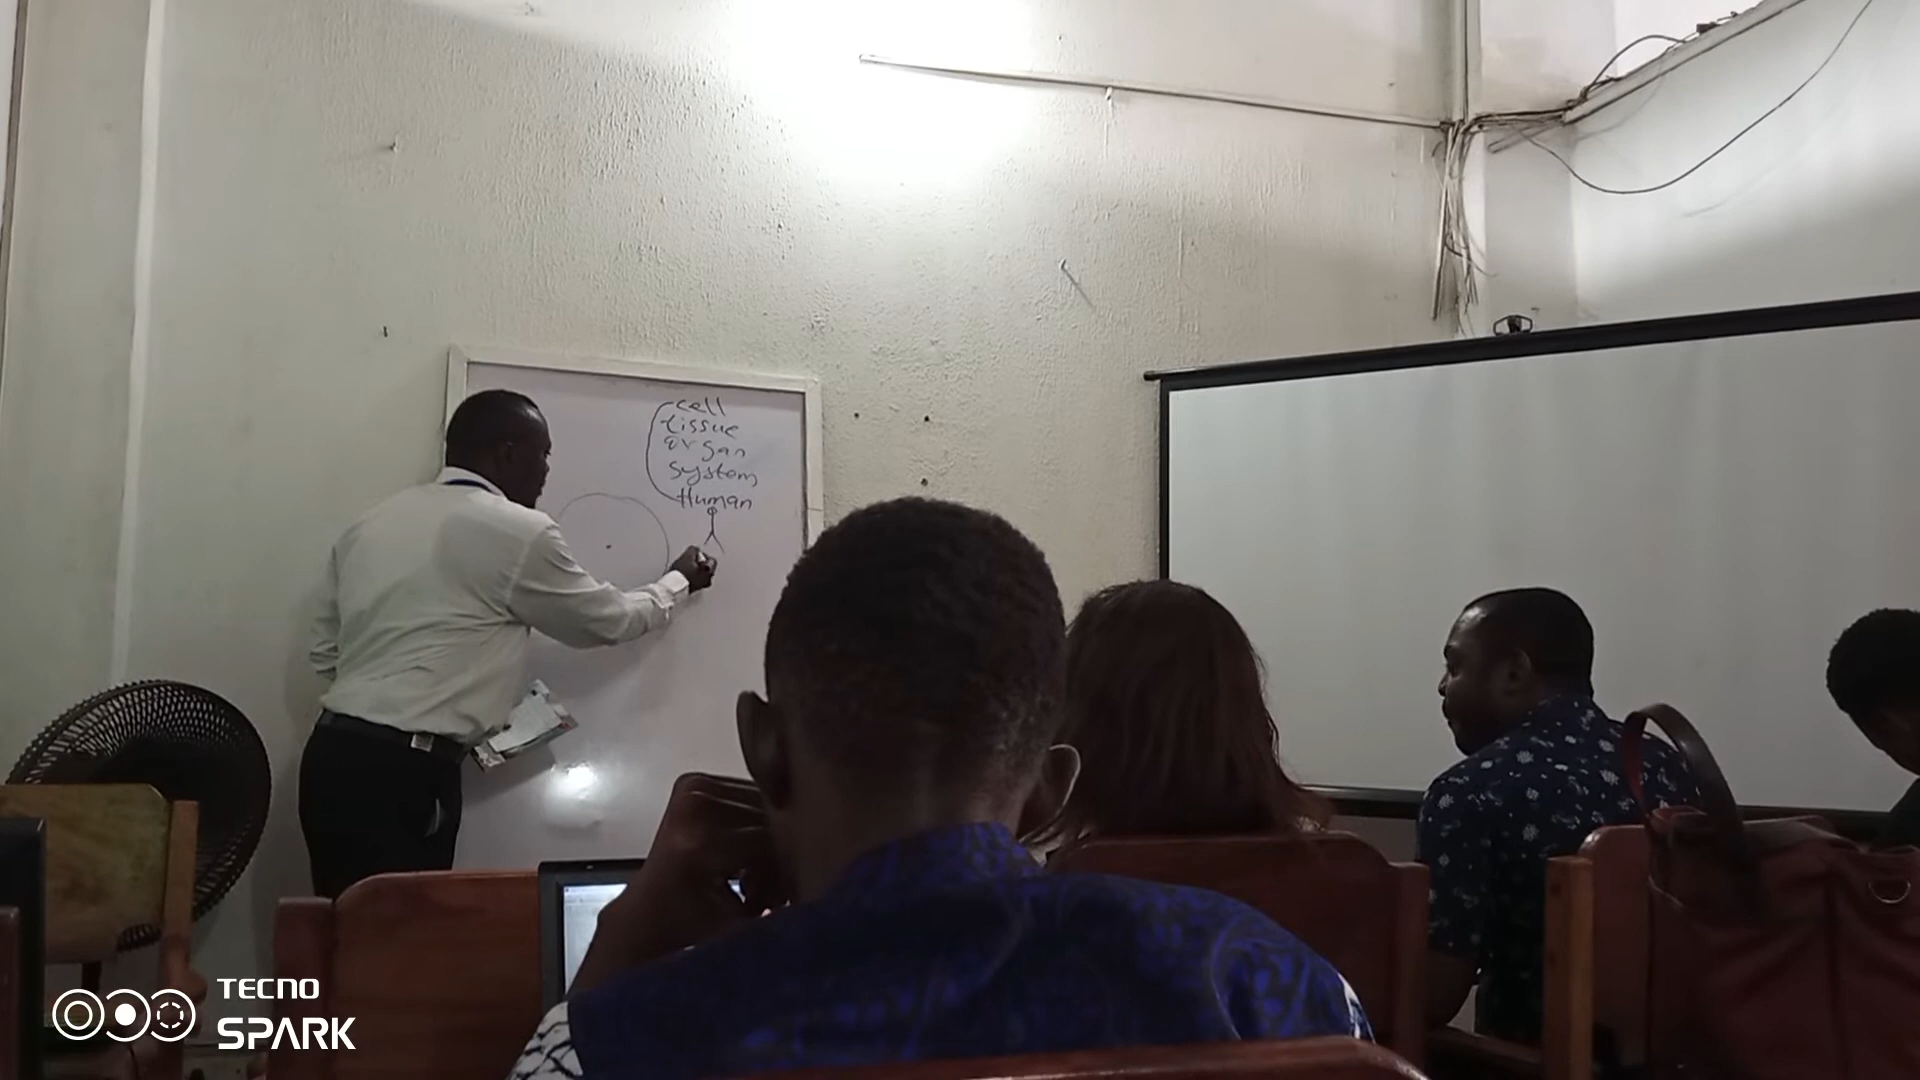 cell
tissue
organ
system
Human
TECNO
SPARK